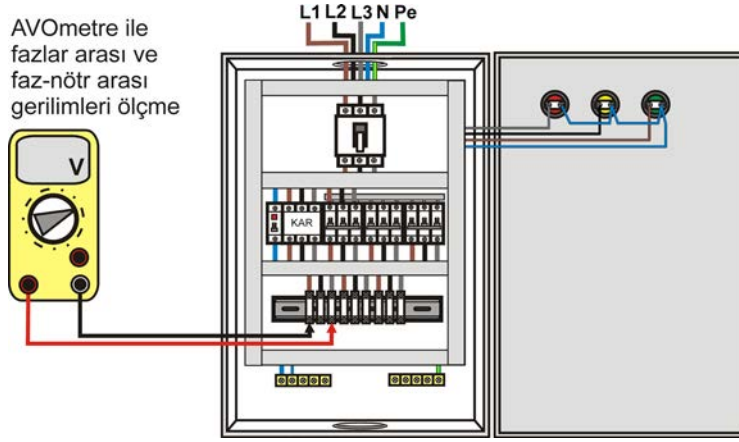 AVOmetre ile
fazlar arası ve
faz-nötr arası
gerilimleri ölçme
L1 L2 L3 N Pe
V
KAR